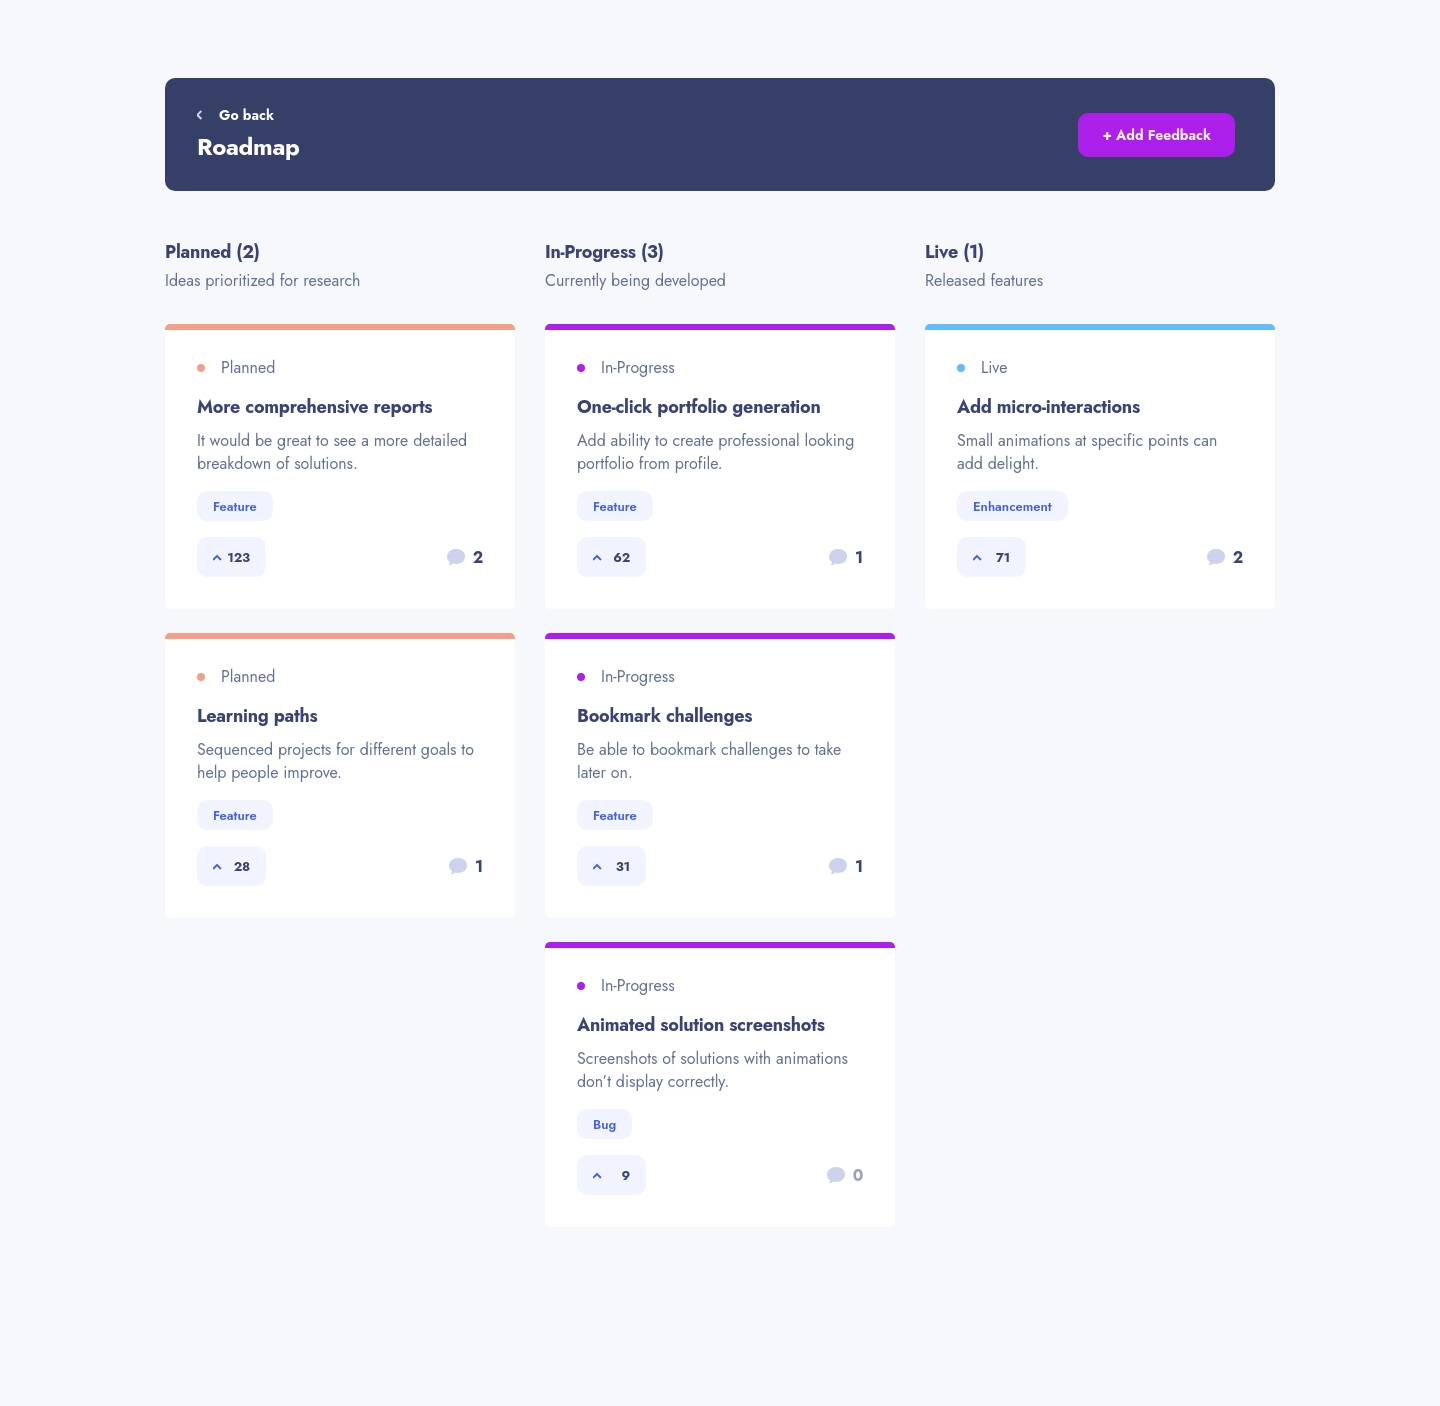 Go back
Roadmap
+ Add Feedback
Planned (2)
Ideas prioritized for research
Planned
More comprehensive reports
It would be great to see a more detailed
breakdown of solutions.
Feature
123
2
Planned
Learning paths
Sequenced projects for different goals to
help people improve.
Feature
28
1
In-Progress (3)
Currently being developed
In-Progress
One-click portfolio generation
Add ability to create professional looking
portfolio from profile.
Feature
62
1
In-Progress
Bookmark challenges
Be able to bookmark challenges to take
later on.
Feature
31
1
In-Progress
Animated solution screenshots
Screenshots of solutions with animations
don’t display correctly.
Bug
9
0
Live (1)
Released features
Live
Add micro-interactions
Small animations at specific points can
add delight.
Enhancement
71
2